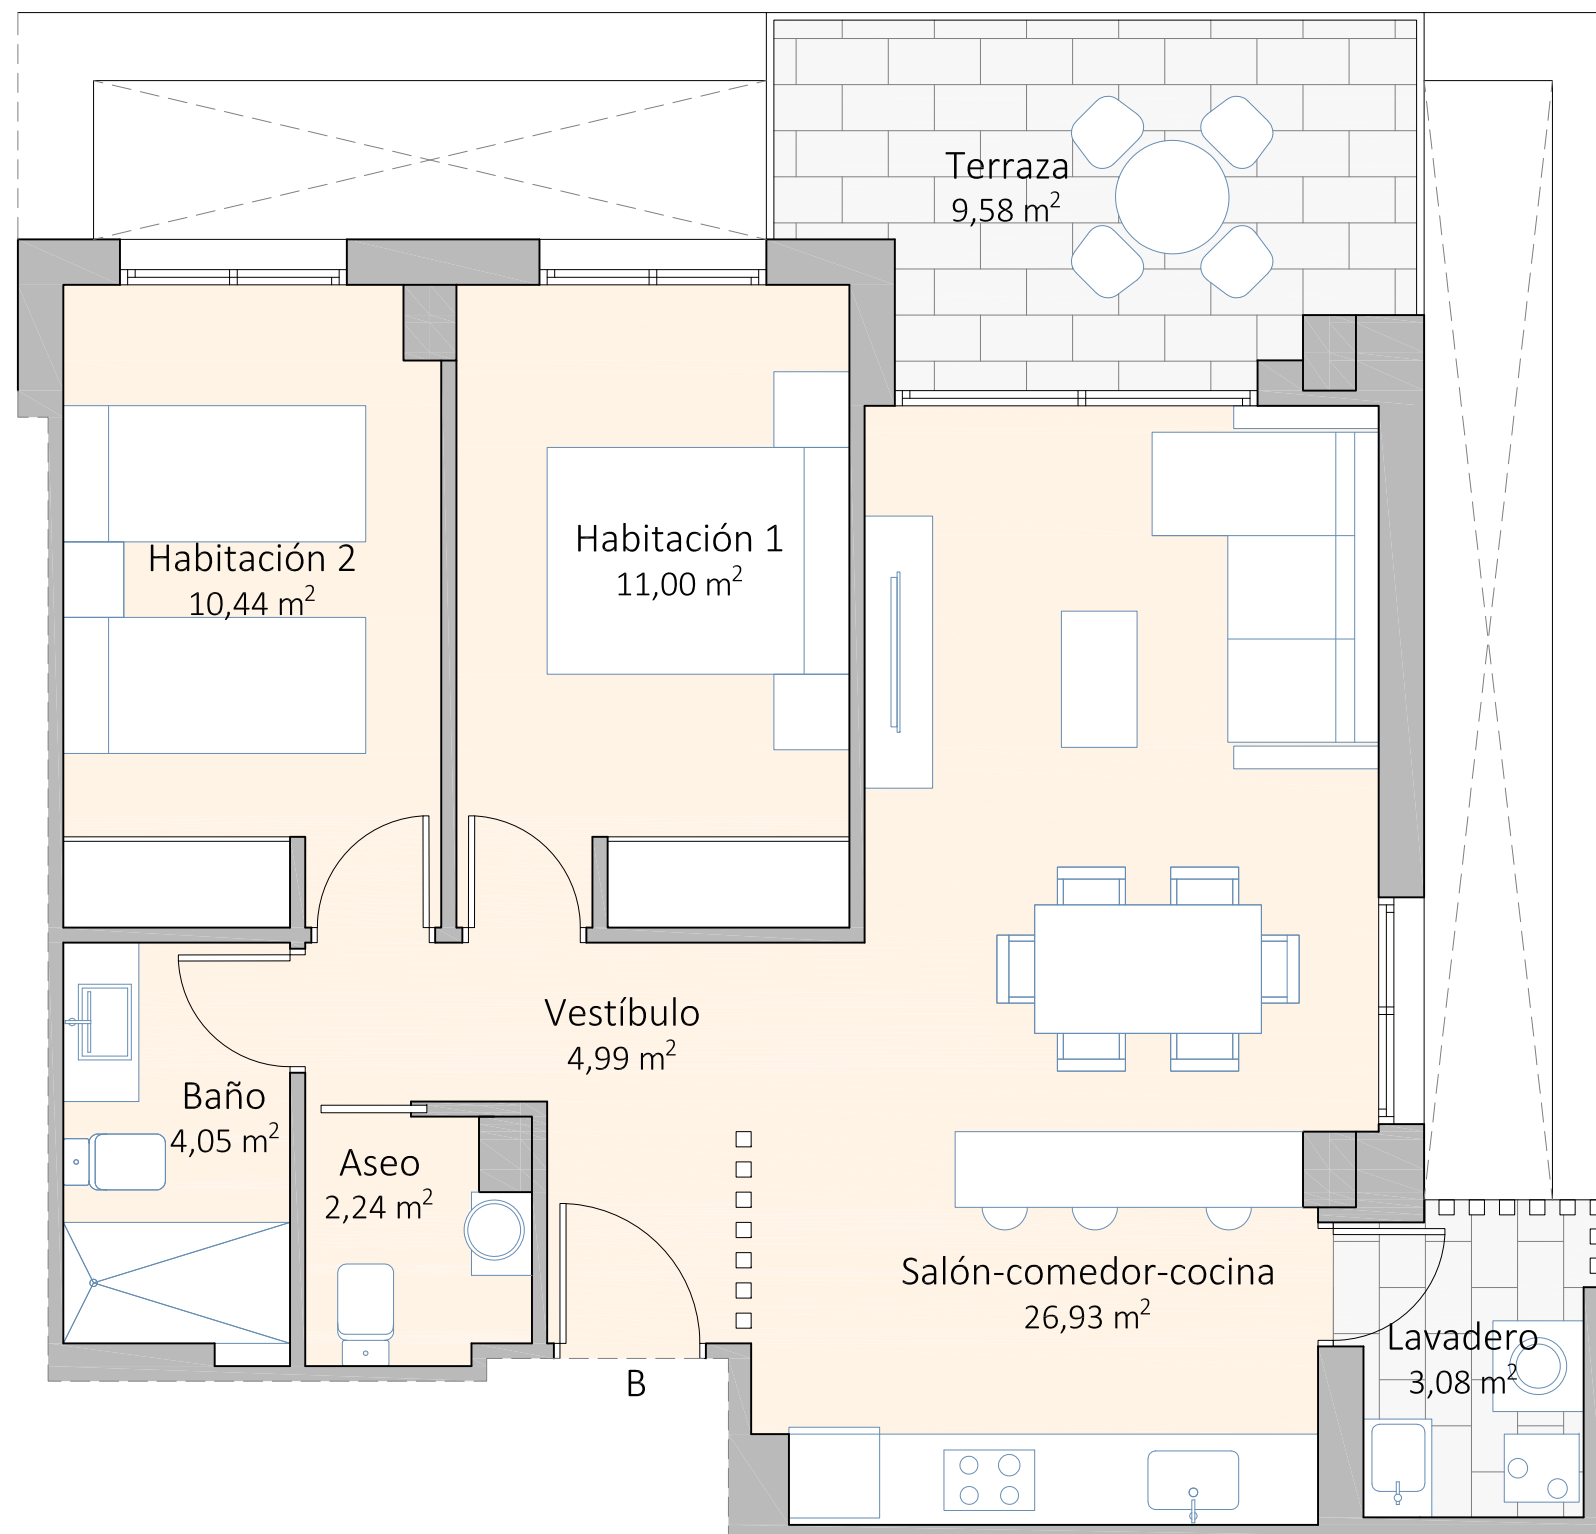 Terraza
9,58 m²
Habitación 1
11,00 m²
Habitación 2
10,44 m²
Vestíbulo
4,99 m²
Baño
4,05 m²
Aseo
2,24 m²
Salón-comedor-cocina
26,93 m²
Lavadero
3,08 m²
B